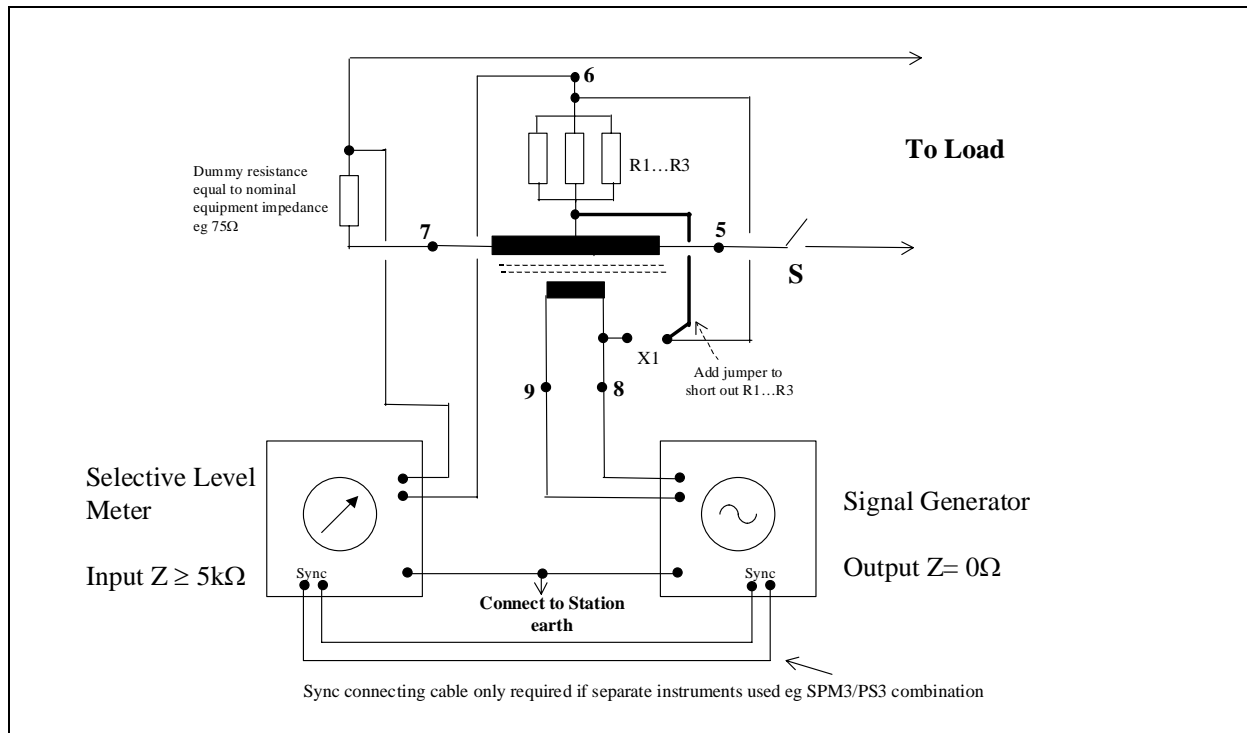 6
To Load
R1…R3
Dummy resistance
equal to nominal
equipment impedance
eg 75Ω
7
5
S
X1
Add jumper to
short out R1…R3
9
8
Selective Level
Meter
Input Z ≥ 5kΩ
Signal Generator
Output Z= 0Ω
Sync
Sync
Connect to Station
earth
Sync connecting cable only required if separate instruments used eg SPM3/PS3 combination